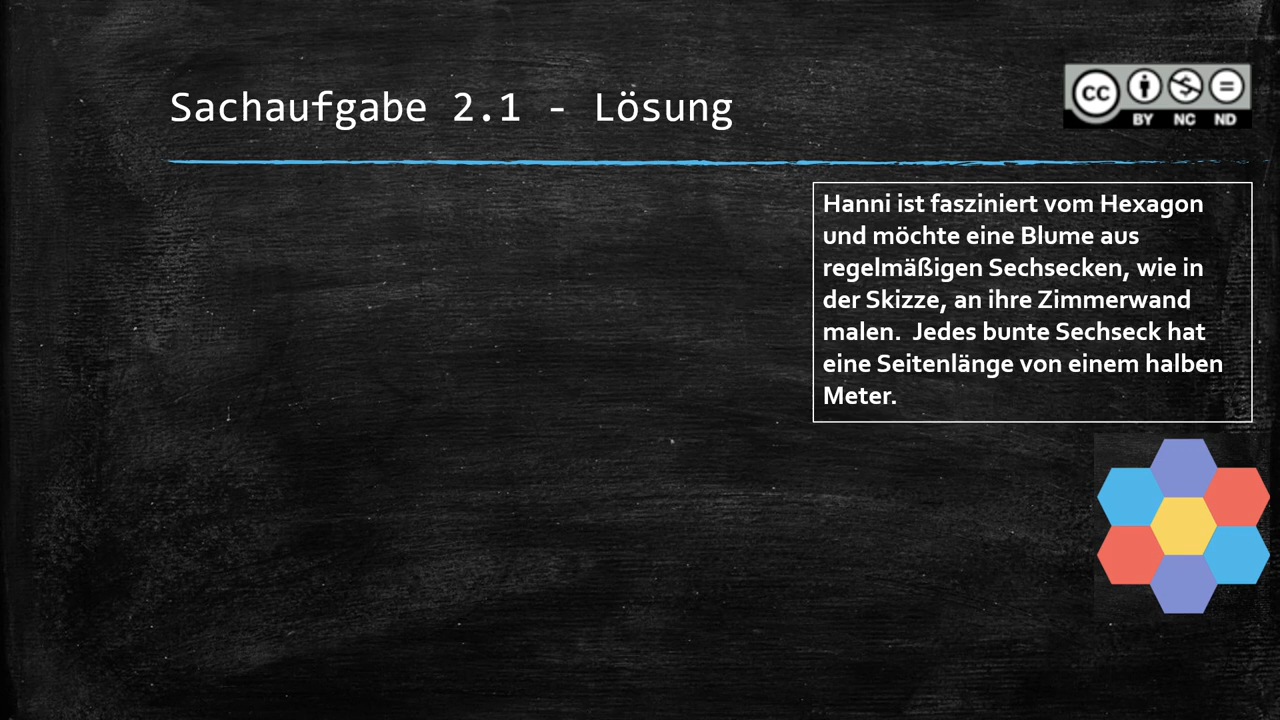 Sachaufgabe 2.1 - Lösung
cc
BY NC ND
Hanni ist fasziniert vom Hexagon
und möchte eine Blume aus
regelmäßigen Sechsecken, wie in
der Skizze, an ihre Zimmerwand
malen. Jedes bunte Sechseck hat
eine Seitenlänge von einem halben
Meter.